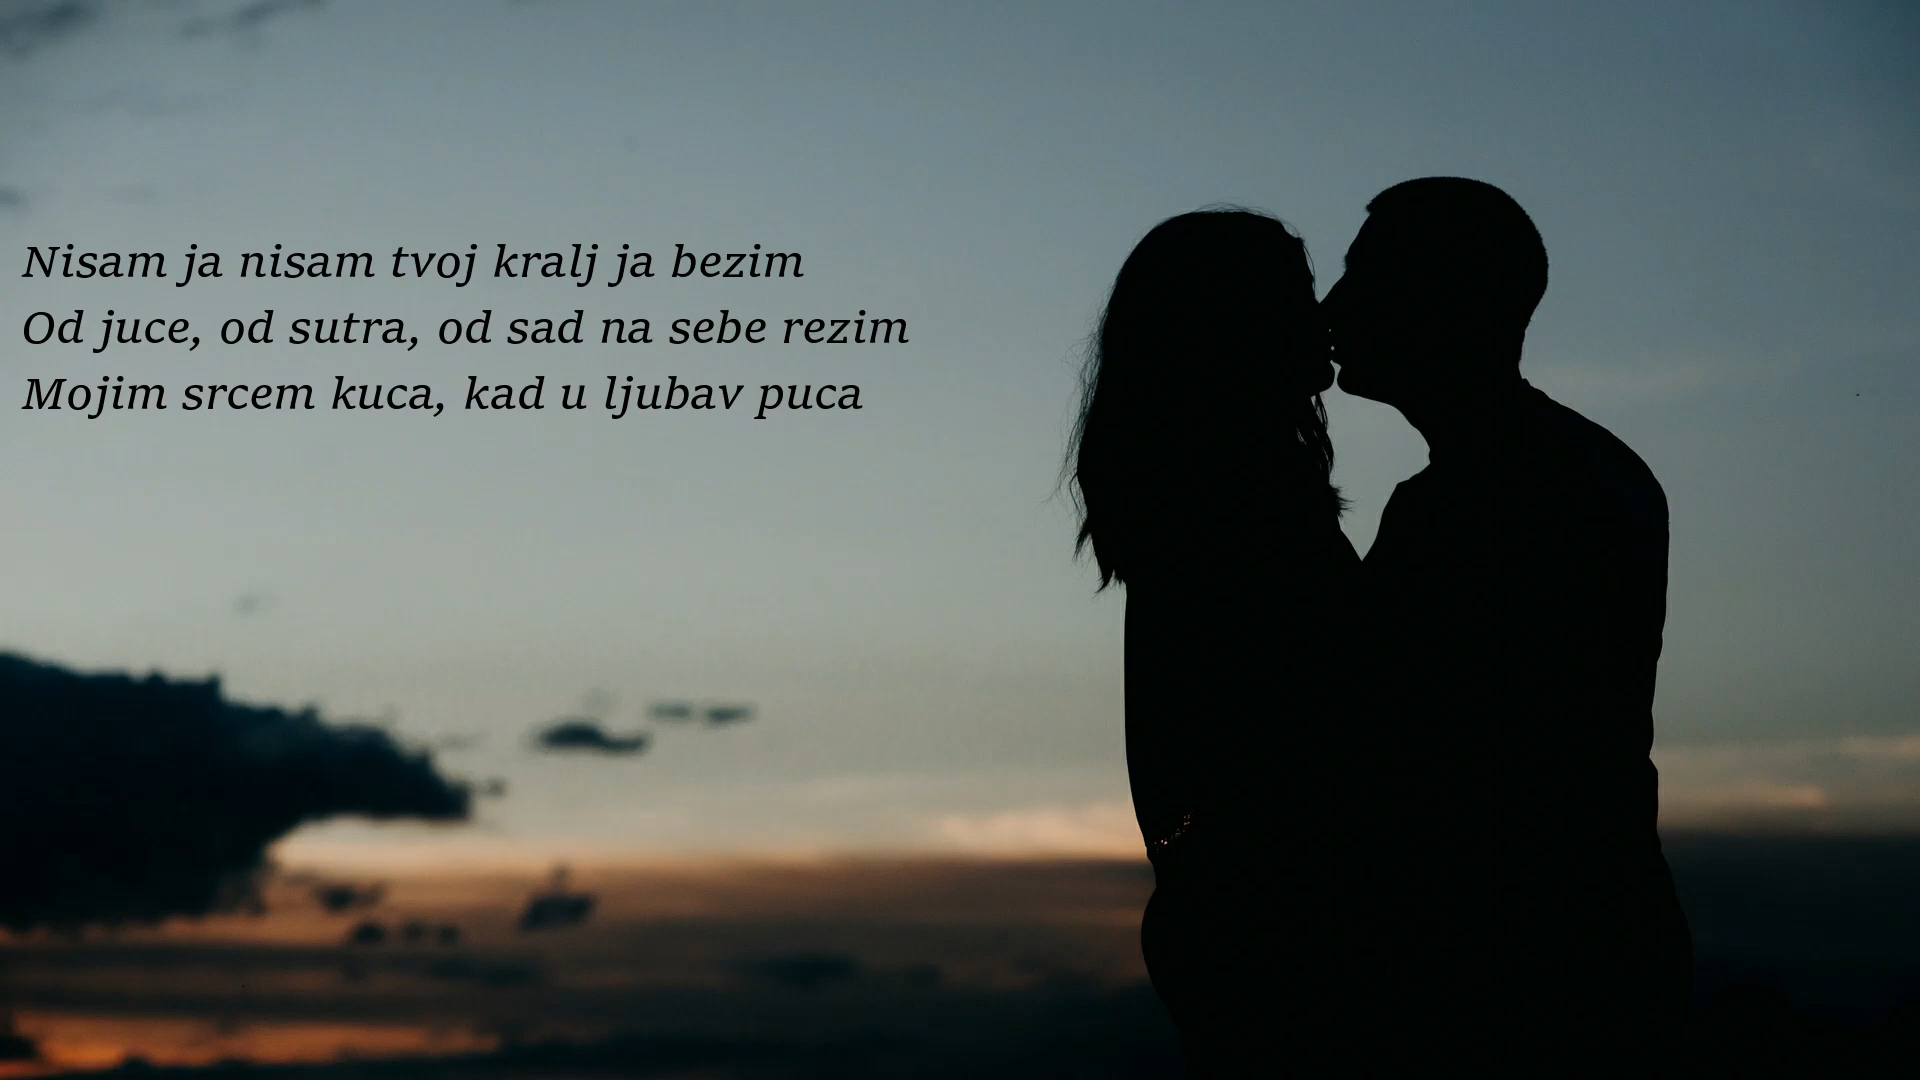 Nisam ja nisam tvoj kralj ja bezim
Od juce, od sutra, od sad na sebe rezim
Mojim srcem kuca, kad u ljubav puca